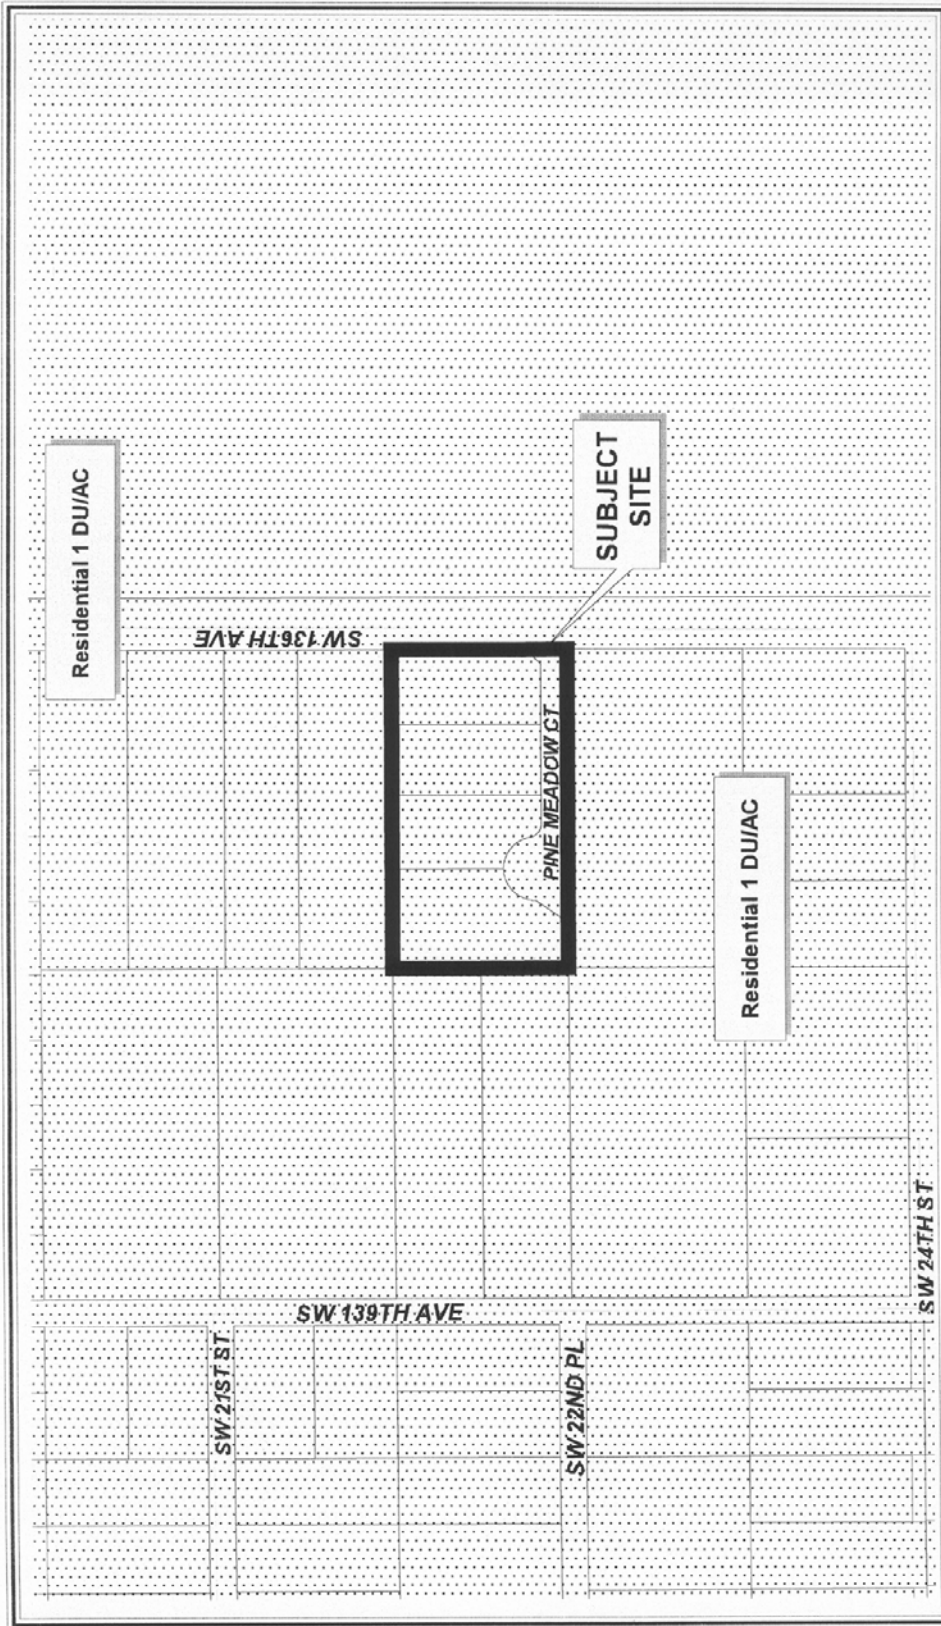 Residential 1 DU/AC
SW 136TH AVE
SUBJECT
SITE
PINE MEADOW CT
Residential 1 DU/AC
SW 139TH AVE
SW 21ST ST
SW 22ND PL
SW 24TH ST